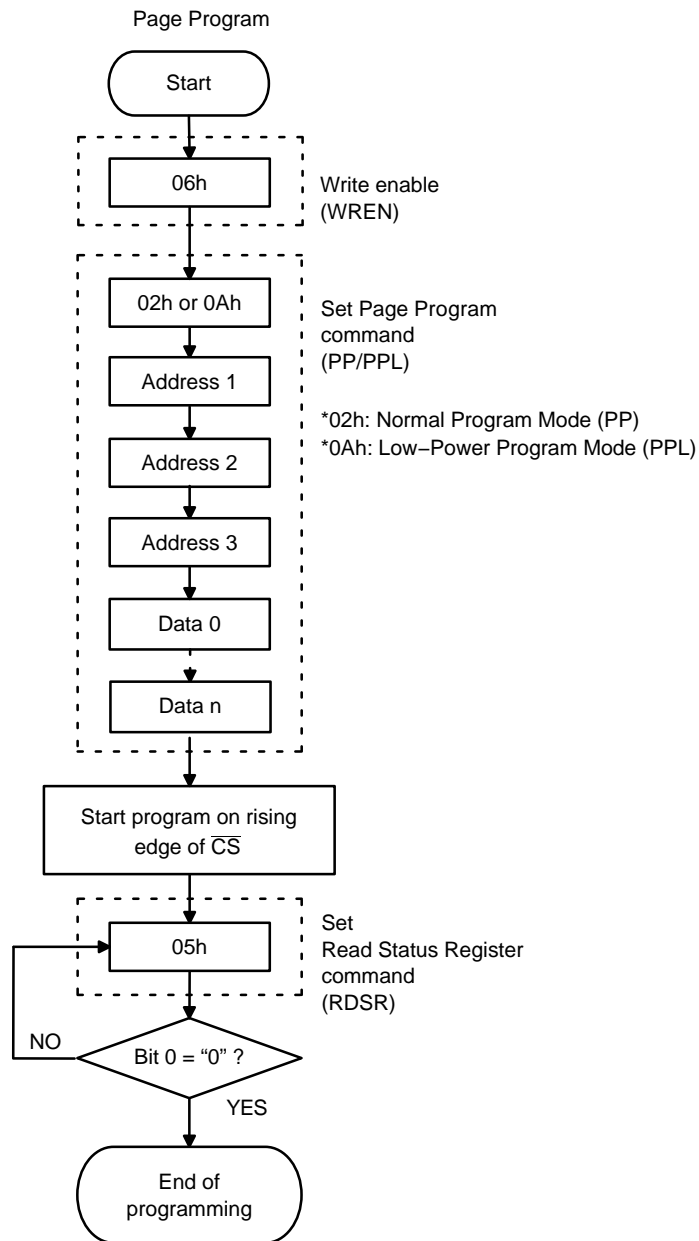 Page Program
Start
06h
Write enable
(WREN)
02h or 0Ah
Set Page Program
command
(PP/PPL)
Address 1
*02h: Normal Program Mode (PP)
*0Ah: Low−Power Program Mode (PPL)
Address 2
Address 3
Data 0
Data n
Start program on rising
edge of C̅S̅
05h
Set
Read Status Register
command
(RDSR)
NO
Bit 0 = “0” ?
YES
End of
programming